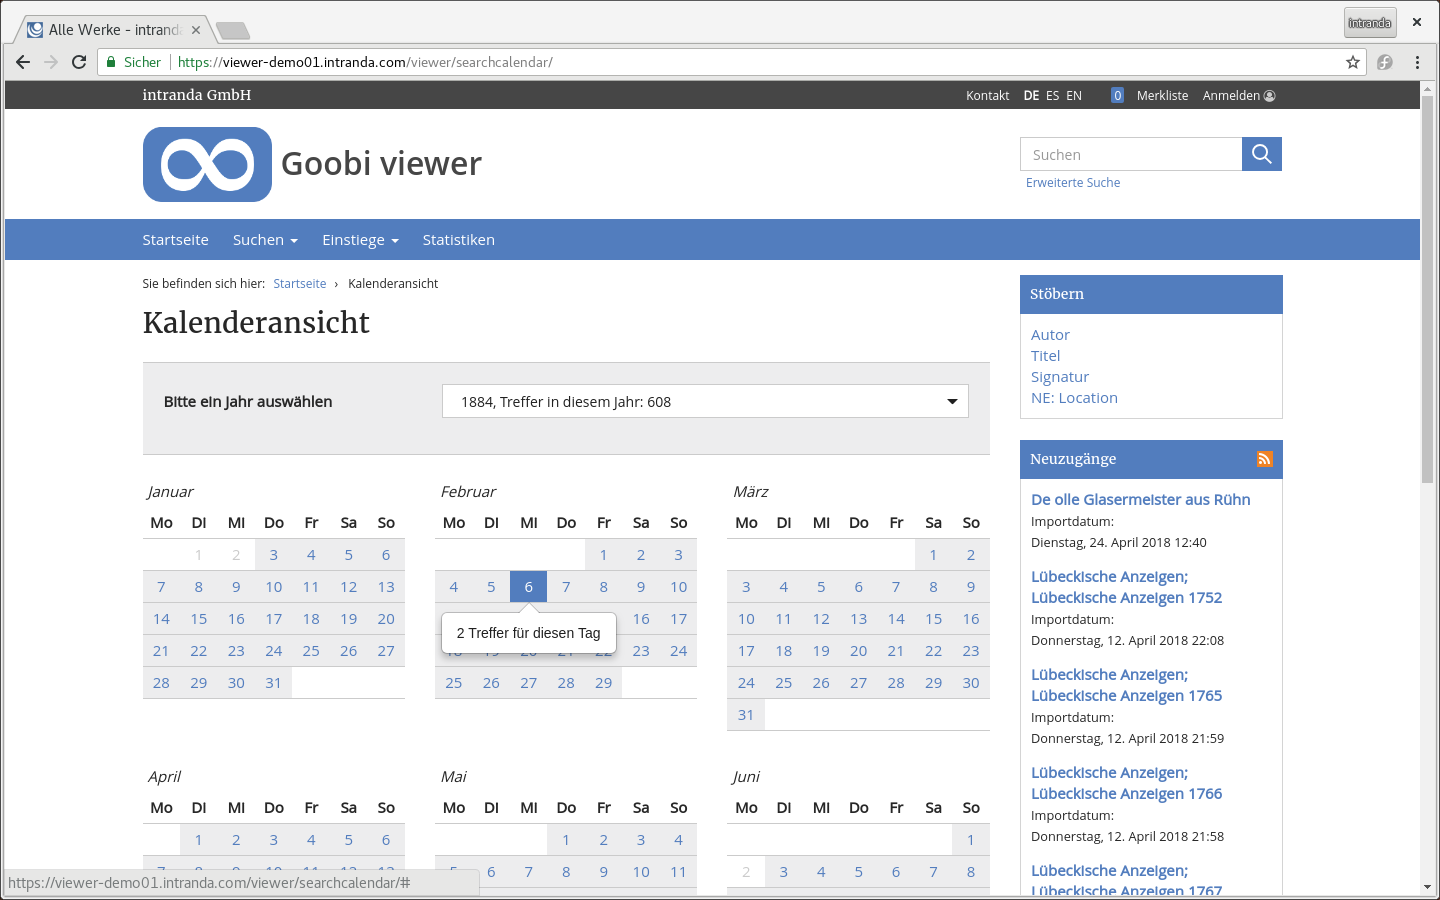 Alle Werke - intranda
intranda
Sicher
https://viewer-demo01.intranda.com/viewer/searchcalendar/
intranda GmbH
Kontakt DE ES EN 0 Merkliste Anmelden
Goobi viewer
Suchen
Erweiterte Suche
Startseite Suchen Einstiege Statistiken
Sie befinden sich hier: Startseite › Kalenderansicht
Kalenderansicht
Bitte ein Jahr auswählen
1884, Treffer in diesem Jahr: 608
Januar
Mo Di Mi Do Fr Sa So
1 2 3 4 5 6
7 8 9 10 11 12 13
14 15 16 17 18 19 20
21 22 23 24 25 26 27
28 29 30 31
Februar
Mo Di Mi Do Fr Sa So
1 2 3
4 5 6 7 8 9 10
2 Treffer für diesen Tag
16 17
18 19 20 21 22 23 24
25 26 27 28 29
März
Mo Di Mi Do Fr Sa So
1 2
3 4 5 6 7 8 9
10 11 12 13 14 15 16
17 18 19 20 21 22 23
24 25 26 27 28 29 30
31
April
Mo Di Mi Do Fr Sa So
1 2 3 4 5 6
7 8 9 10 11 12 13
Mai
Mo Di Mi Do Fr Sa So
1 2 3 4
5 6 7 8 9 10 11
Juni
Mo Di Mi Do Fr Sa So
1
2 3 4 5 6 7 8
Stöbern
Autor
Titel
Signatur
NE: Location
Neuzugänge
De olle Glasermeister aus Rühn
Importdatum:
Dienstag, 24. April 2018 12:40
Lübeckische Anzeigen;
Lübeckische Anzeigen 1752
Importdatum:
Donnerstag, 12. April 2018 22:08
Lübeckische Anzeigen;
Lübeckische Anzeigen 1765
Importdatum:
Donnerstag, 12. April 2018 21:59
Lübeckische Anzeigen;
Lübeckische Anzeigen 1766
Importdatum:
Donnerstag, 12. April 2018 21:58
Lübeckische Anzeigen;
Lübeckische Anzeigen 1767
https://viewer-demo01.intranda.com/viewer/searchcalendar/#